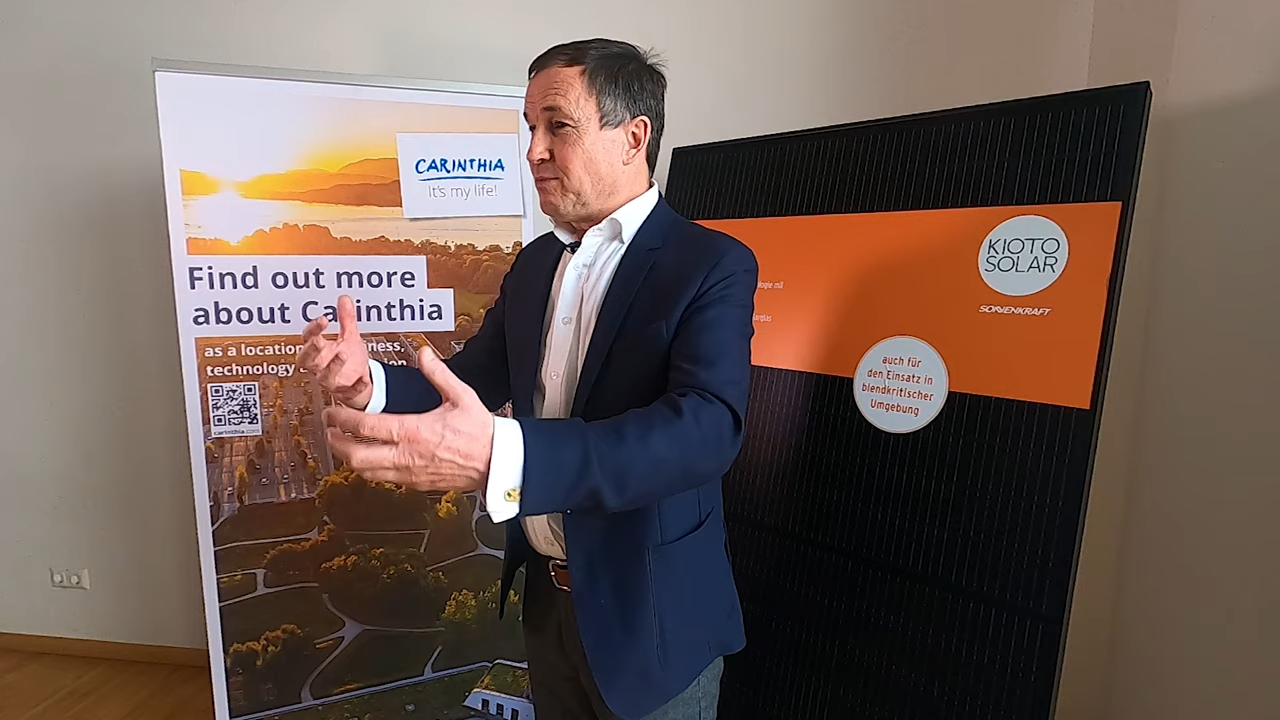 CARINTHIA
It's my life!
Find out more
about Carinthia
as a location
technology
carinthia.com
KIOTO
SOLAR
SONNENKRAFT
auch für
den Einsatz in
blendkritischer
Umgebung